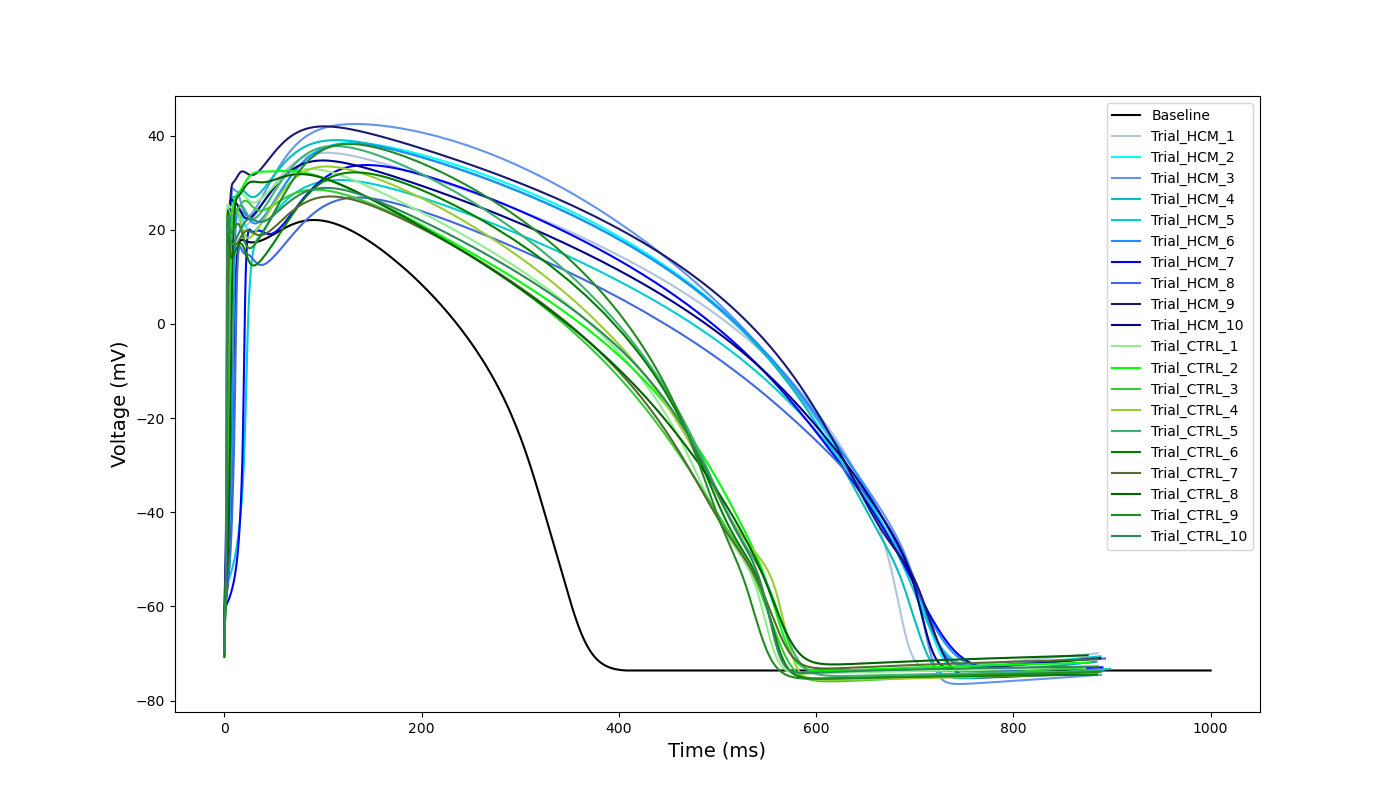 Voltage (mV)
40
20
0
−20
−40
−60
−80
0 200 400 600 800 1000
Time (ms)
Baseline
Trial_HCM_1
Trial_HCM_2
Trial_HCM_3
Trial_HCM_4
Trial_HCM_5
Trial_HCM_6
Trial_HCM_7
Trial_HCM_8
Trial_HCM_9
Trial_HCM_10
Trial_CTRL_1
Trial_CTRL_2
Trial_CTRL_3
Trial_CTRL_4
Trial_CTRL_5
Trial_CTRL_6
Trial_CTRL_7
Trial_CTRL_8
Trial_CTRL_9
Trial_CTRL_10